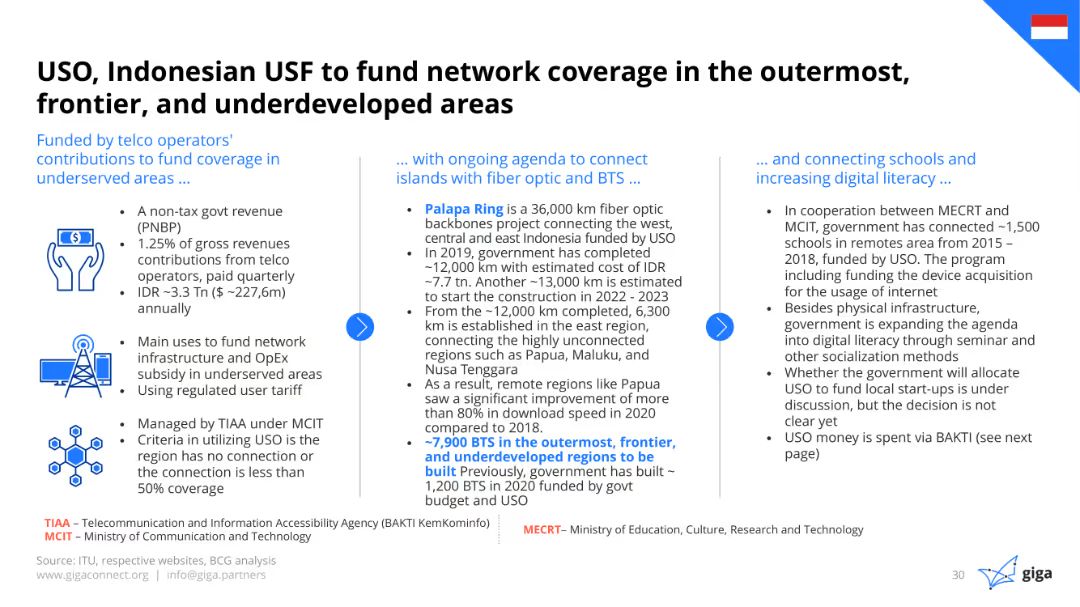 USO, Indonesian USF to fund network coverage in the outermost,
frontier, and underdeveloped areas
Funded by telco operators'
contributions to fund coverage in
underserved areas ...
• A non-tax govt revenue
(PNBP)
• 1.25% of gross revenues
contributions from telco
operators, paid quarterly
• IDR ~3.3 Tn ($ ~227,6m)
annually
• Main uses to fund network
infrastructure and OpEx
subsidy in underserved areas
• Using regulated user tariff
• Managed by TIAA under MCIT
• Criteria in utilizing USO is the
region has no connection or
the connection is less than
50% coverage
... with ongoing agenda to connect
islands with fiber optic and BTS ...
• Palapa Ring is a 36,000 km fiber optic
backbones project connecting the west,
central and east Indonesia funded by USO
• In 2019, government has completed
~12,000 km with estimated cost of IDR
~7.7 tn. Another ~13,000 km is estimated
to start the construction in 2022 - 2023
• From the ~12,000 km completed, 6,300
km is established in the east region,
connecting the highly unconnected
regions such as Papua, Maluku, and
Nusa Tenggara
• As a result, remote regions like Papua
saw a significant improvement of more
than 80% in download speed in 2020
compared to 2018.
• ~7,900 BTS in the outermost, frontier,
and underdeveloped regions to be
built Previously, government has built ~
1,200 BTS in 2020 funded by govt
budget and USO
... and connecting schools and
increasing digital literacy ...
• In cooperation between MECRT and
MCIT, government has connected ~1,500
schools in remotes area from 2015 –
2018, funded by USO. The program
including funding the device acquisition
for the usage of internet
• Besides physical infrastructure,
government is expanding the agenda
into digital literacy through seminar and
other socialization methods
• Whether the government will allocate
USO to fund local start-ups is under
discussion, but the decision is not
clear yet
• USO money is spent via BAKTI (see next
page)
TIAA – Telecommunication and Information Accessibility Agency (BAKTI KemKominfo)
MCIT – Ministry of Communication and Technology
MECRT– Ministry of Education, Culture, Research and Technology
Source: ITU, respective websites, BCG analysis
www.gigaconnect.org | info@giga.partners
30
giga